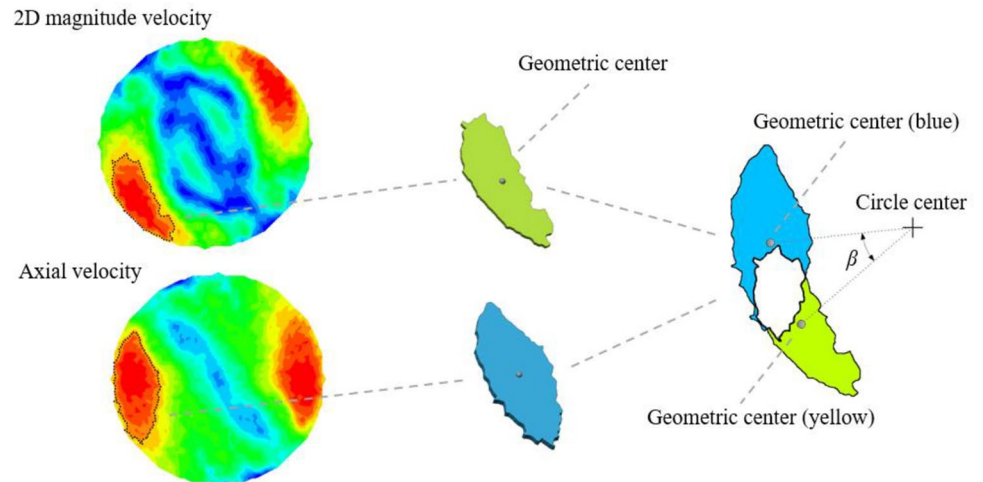 2D magnitude velocity
Geometric center
Geometric center (blue)
Circle center
β
Axial velocity
Geometric center (yellow)